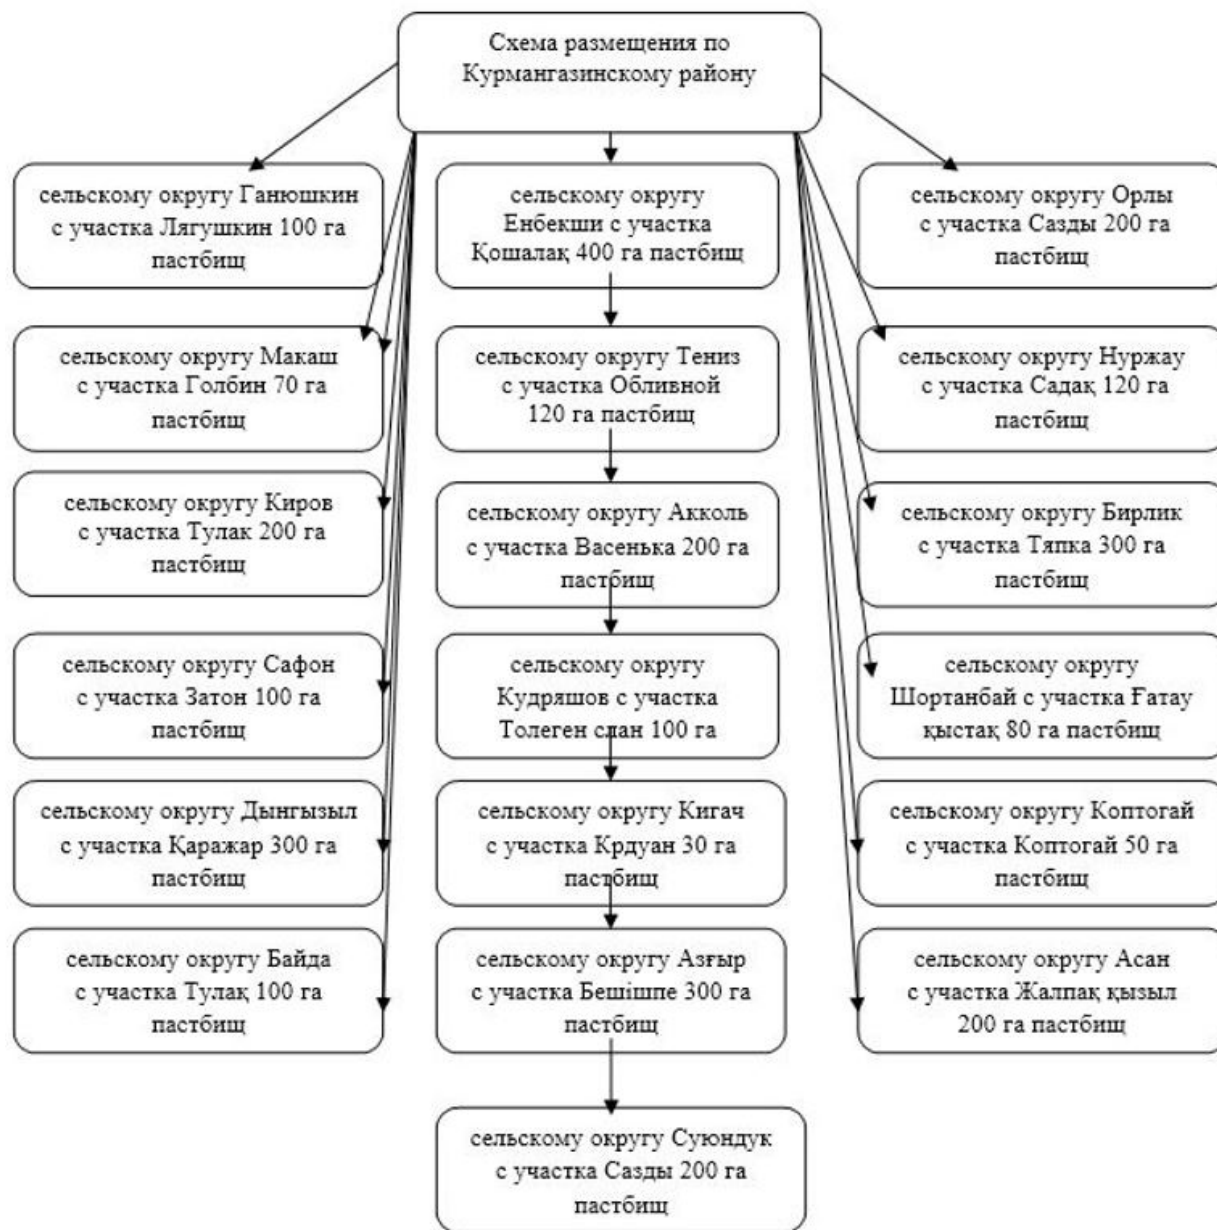 Схема размещения по
Курмангазинскому району
сельскому округу Ганюшкин
с участка Лягушкин 100 га
пастбищ
сельскому округу
Енбекши с участка
Қошалақ 400 га пастбищ
сельскому округу Орлы
с участка Сазды 200 га
пастбищ
сельскому округу Макаш
с участка Голбин 70 га
пастбищ
сельскому округу Тениз
с участка Обливной
120 га пастбищ
сельскому округу Нуржау
с участка Садақ 120 га
пастбищ
сельскому округу Киров
с участка Тулак 200 га
пастбищ
сельскому округу Акколь
с участка Васенька 200 га
пастбищ
сельскому округу Бирлик
с участка Тяпка 300 га
пастбищ
сельскому округу Сафон
с участка Затон 100 га
пастбищ
сельскому округу
Кудряшов с участка
Толеген слан 100 га
сельскому округу
Шортанбай с участка Ғатау
қыстақ 80 га пастбищ
сельскому округу Дынгызыл
с участка Қаражар 300 га
пастбищ
сельскому округу Кигач
с участка Крдуан 30 га
пастбищ
сельскому округу Коптогай
с участка Коптогай 50 га
пастбищ
сельскому округу Байда
с участка Тулақ 100 га
пастбищ
сельскому округу Азғыр
с участка Бешішпе 300 га
пастбищ
сельскому округу Асан
с участка Жалпақ қызыл
200 га пастбищ
сельскому округу Суюндук
с участка Сазды 200 га
пастбищ